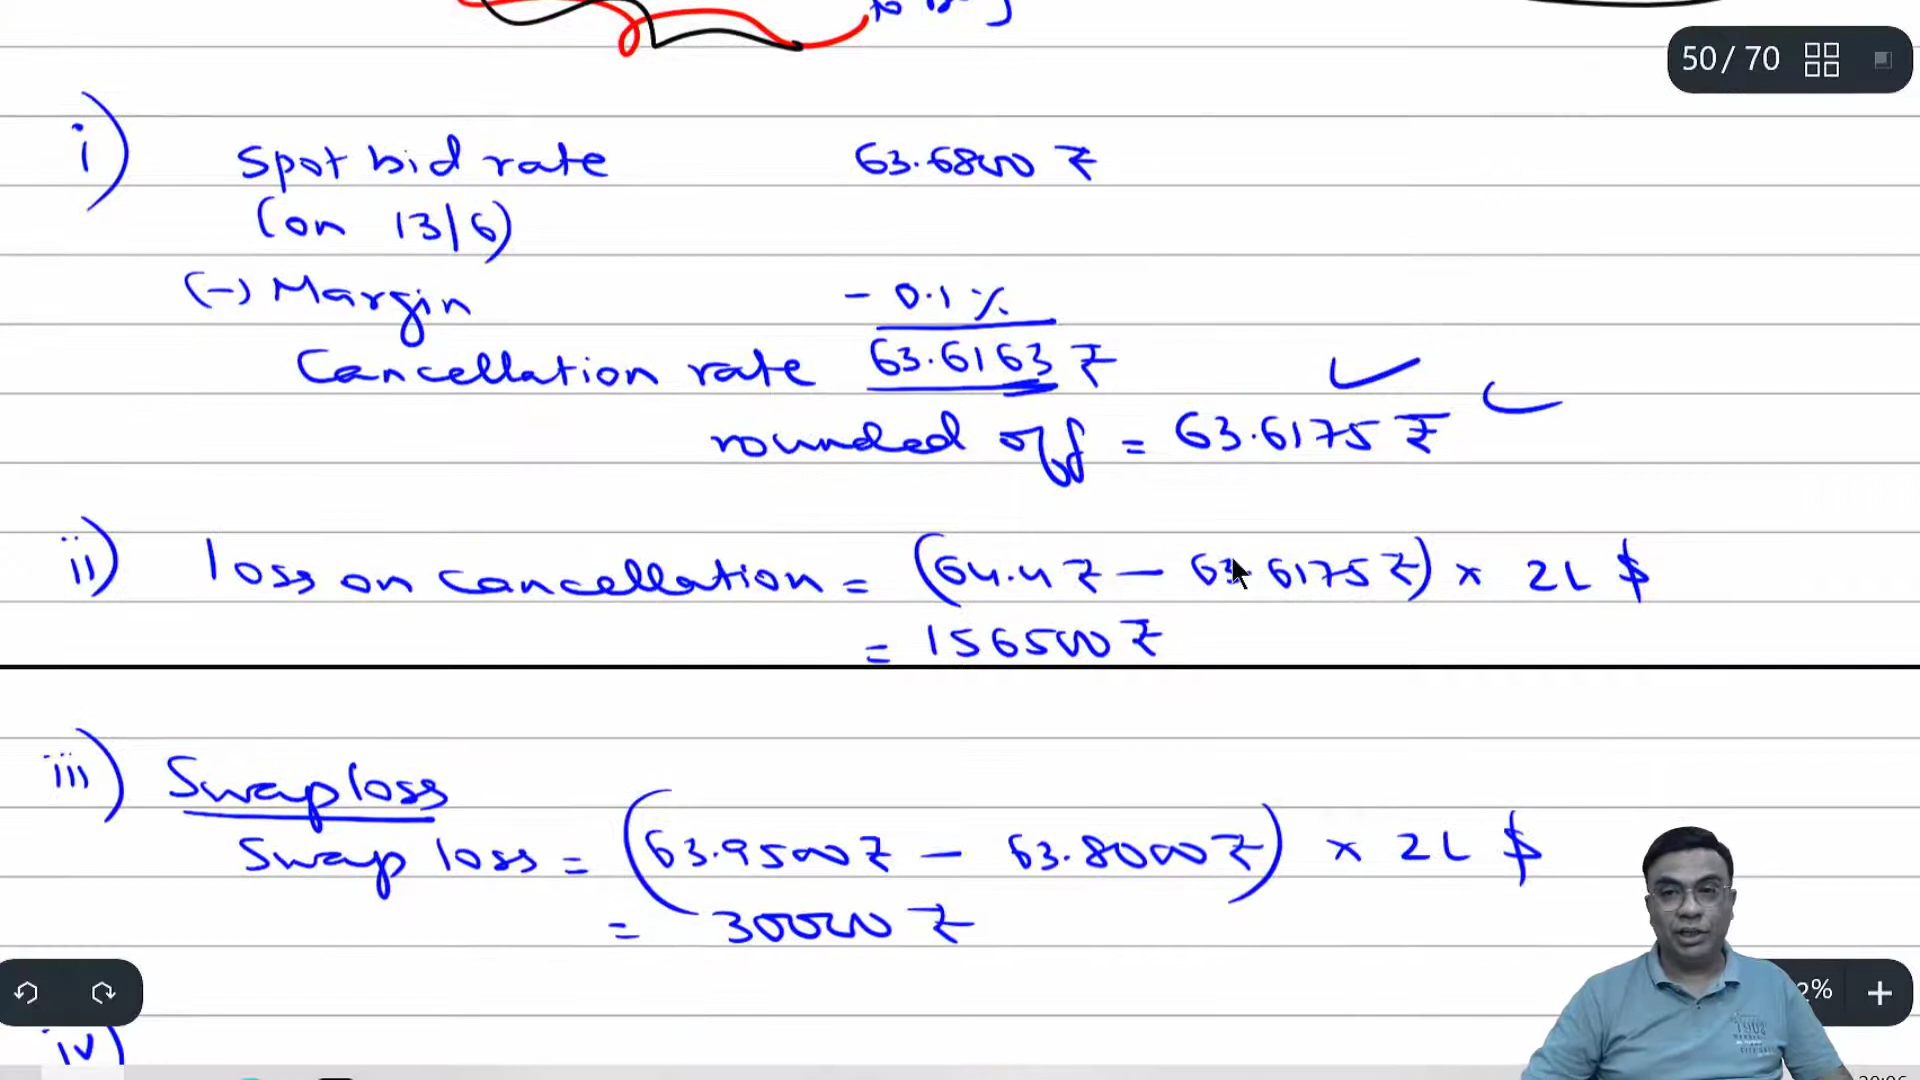 50 / 70
i) Spot bid rate 63.6800 ₹
(on 13/6)
(-) Margin - 0.1 %
Cancellation rate 63.6163 ₹
rounded off = 63.6175 ₹
ii) loss on cancellation = (64.4 ₹ – 63.6175 ₹) x 2L $
= 156500 ₹
iii) Swap loss
Swap loss = (63.9500 ₹ – 63.8000 ₹) x 2L $
= 30000 ₹
2% +
iv)